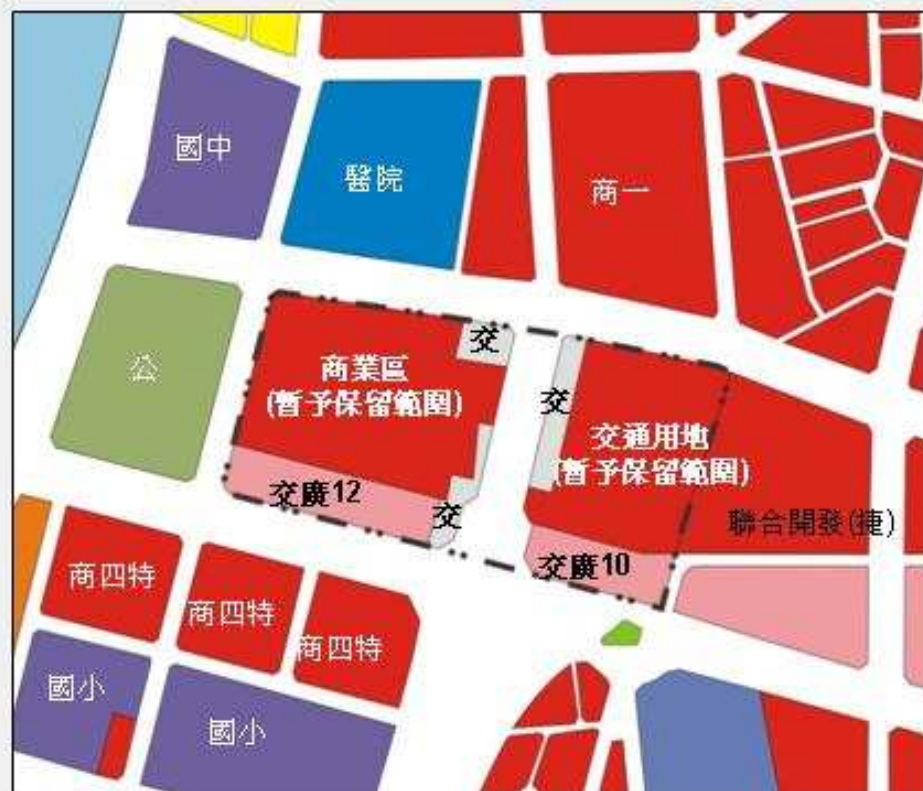 國中
醫院
商一
公
商業區
(暫予保留範圍)
交
交
交通用地
(暫予保留範圍)
交廣12
交
聯合開發(捷)
交廣10
商四特
商四特
商四特
國小
國小